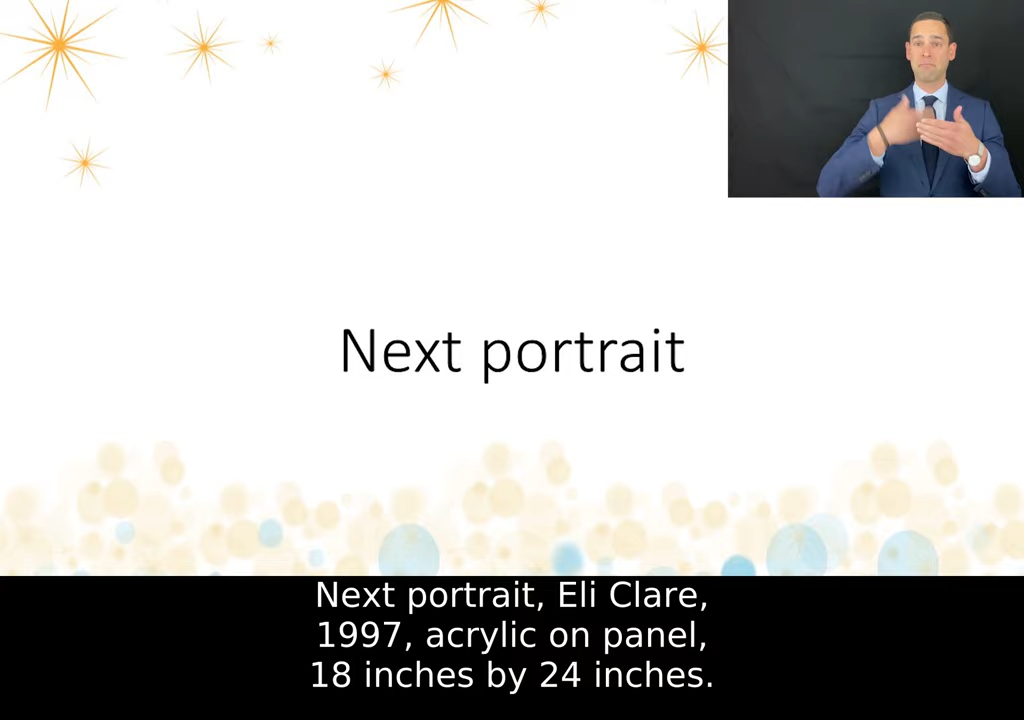 Next portrait
Next portrait, Eli Clare,
1997, acrylic on panel,
18 inches by 24 inches.